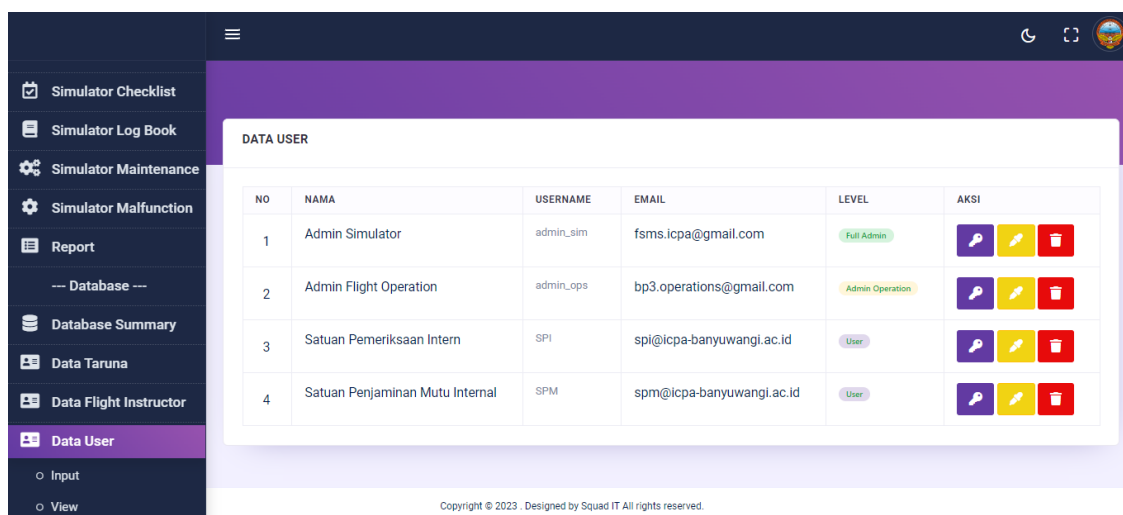 Simulator Checklist
Simulator Log Book
Simulator Maintenance
Simulator Malfunction
Report
--- Database ---
Database Summary
Data Taruna
Data Flight Instructor
Data User
Input
View
DATA USER
NO NAMA USERNAME EMAIL LEVEL AKSI
1 Admin Simulator admin_sim fsms.icpa@gmail.com Full Admin
2 Admin Flight Operation admin_ops bp3.operations@gmail.com Admin Operation
3 Satuan Pemeriksaan Intern SPI spi@icpa-banyuwangi.ac.id User
4 Satuan Penjaminan Mutu Internal SPM spm@icpa-banyuwangi.ac.id User
Copyright © 2023 . Designed by Squad IT All rights reserved.